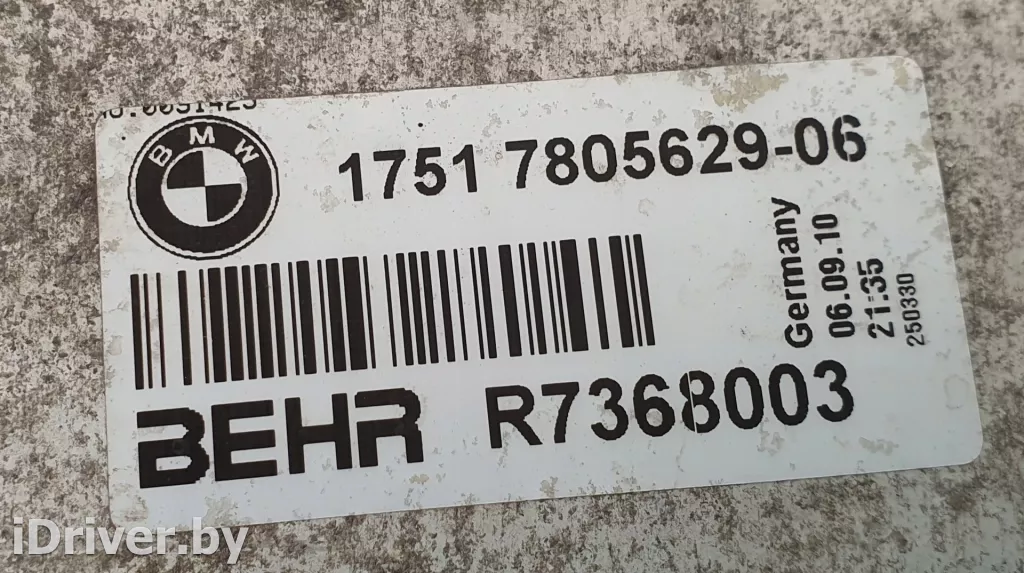 BMW
1751 7805629-06
Germany
06.09.10
21:35
250330
BEHR R7368003
iDriver.by